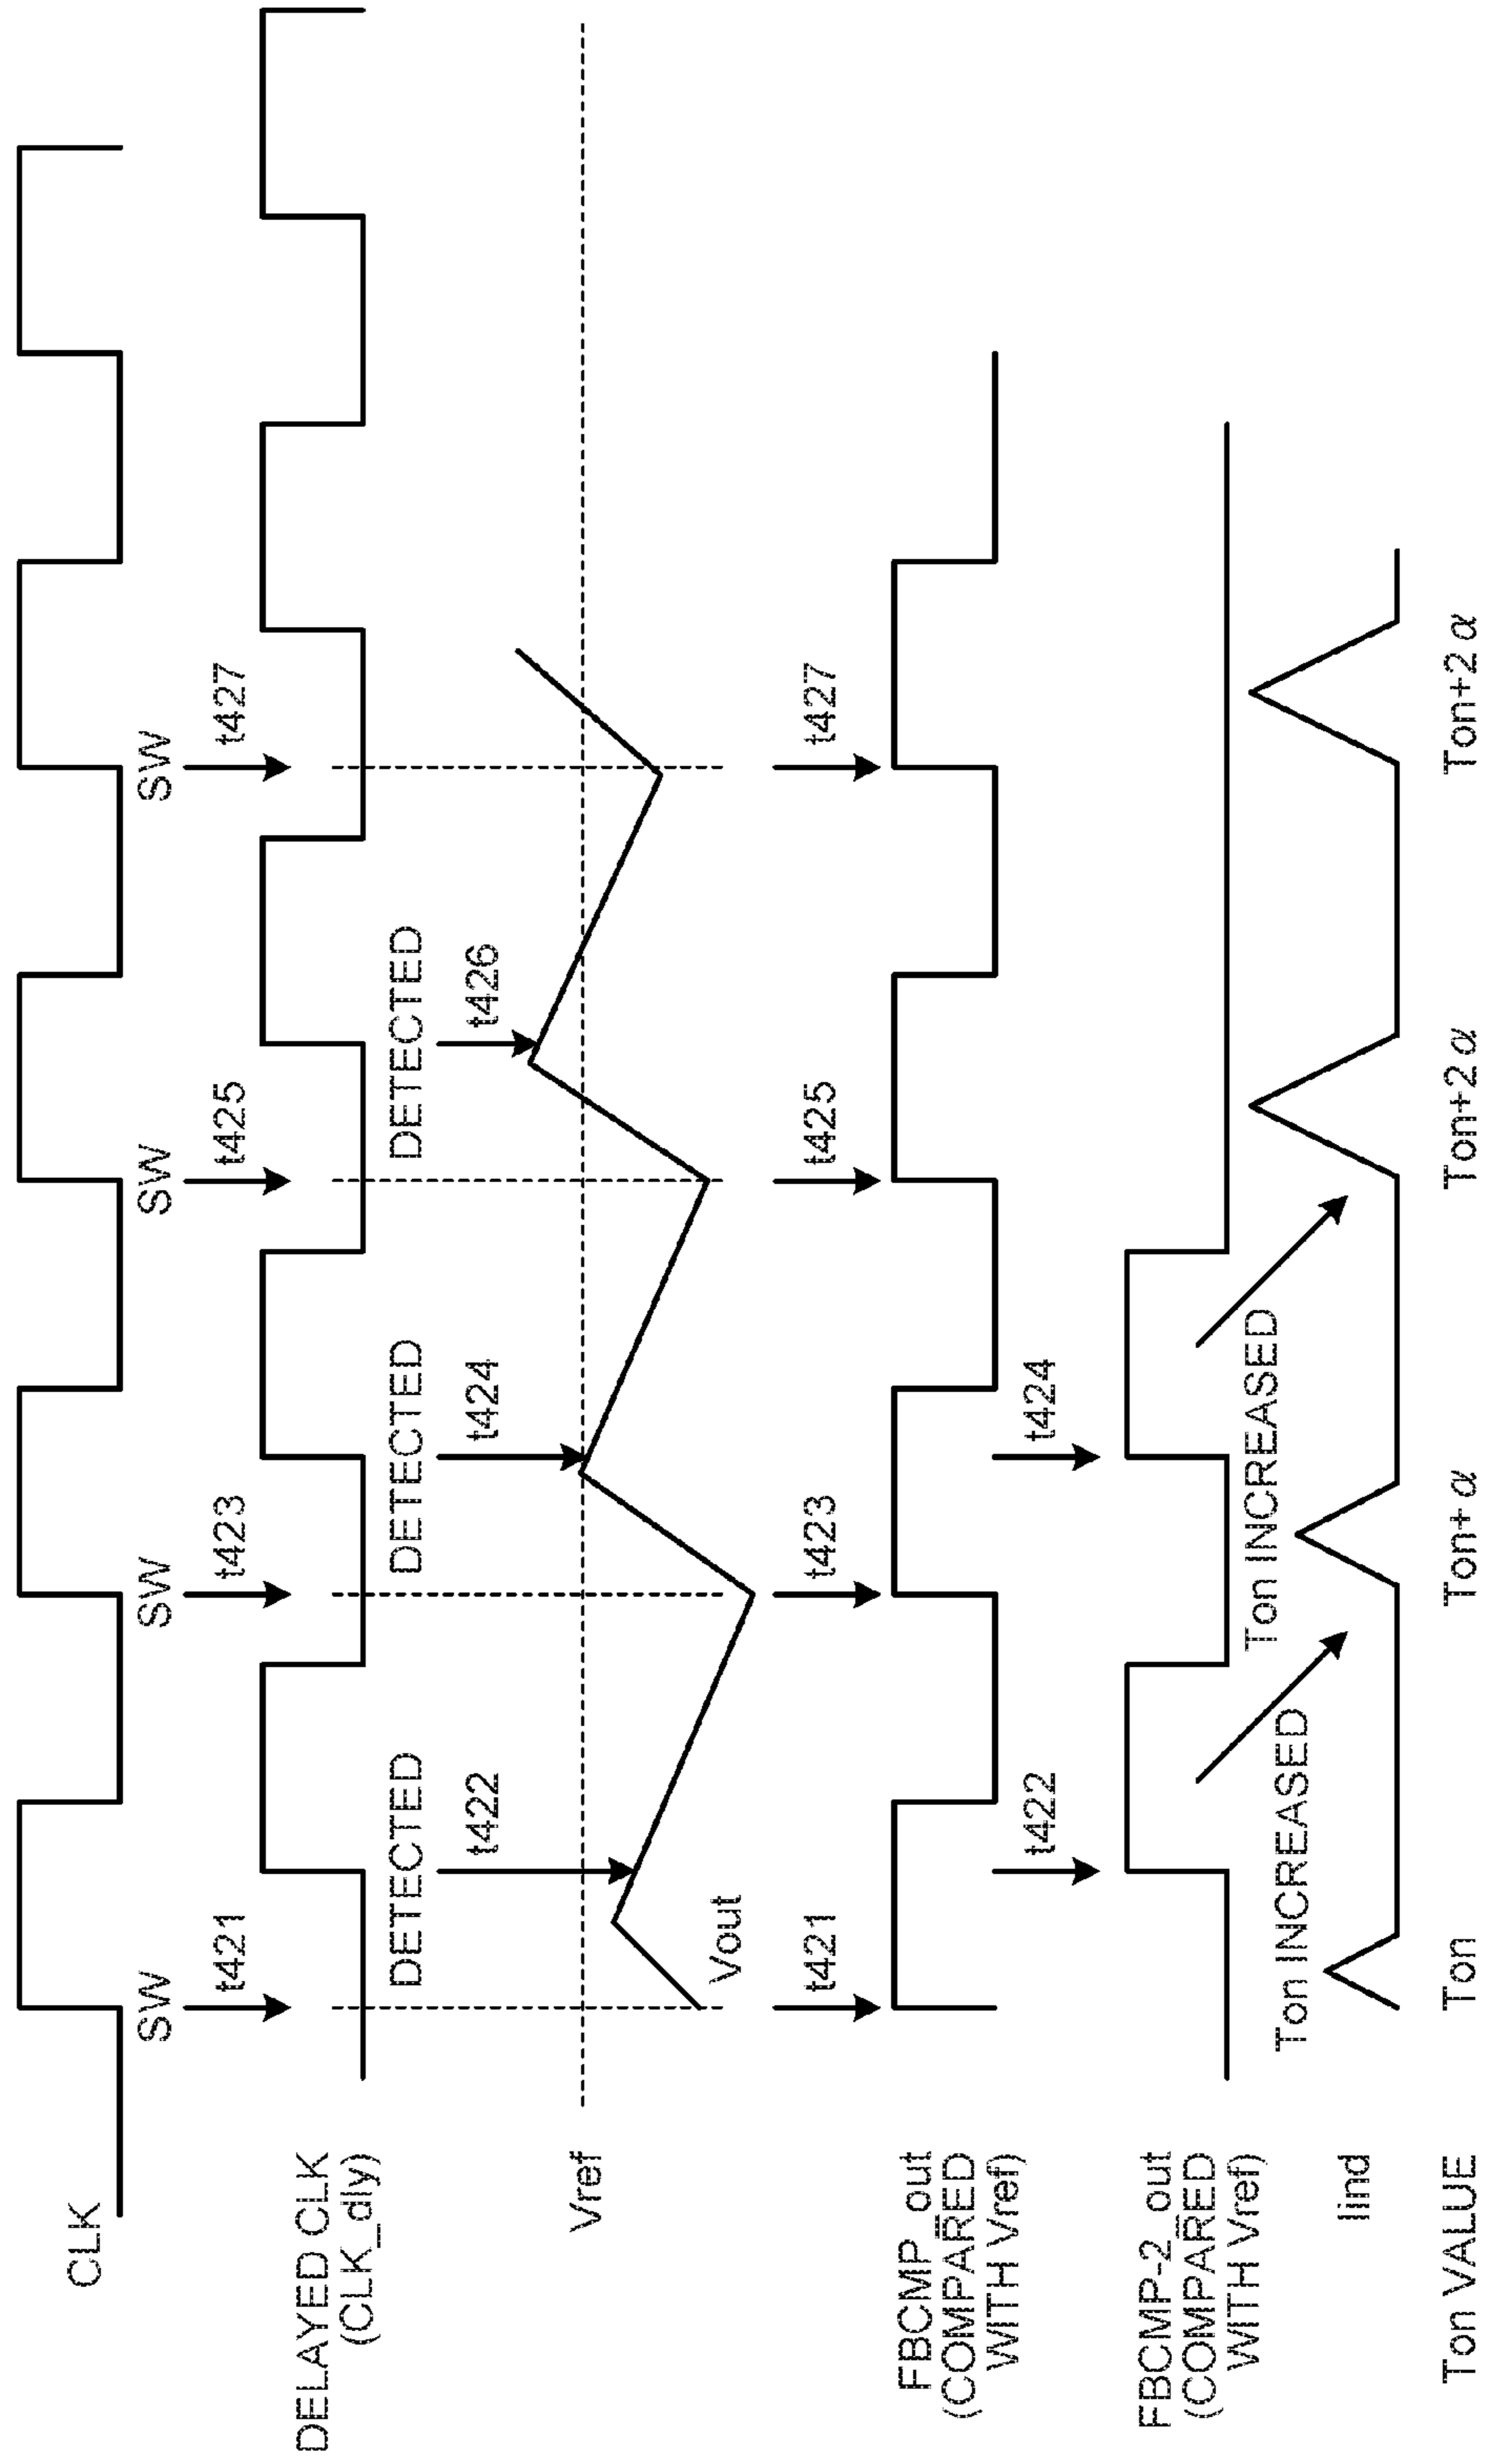 CLK
SW
SW
SW
SW
t421
t423
t425
t427
DELAYED CLK
(CLK_dly)
DETECTED
DETECTED
DETECTED
t422
t424
t426
Vref
Vout
t421
t423
t425
t427
FBCMP_out
(COMPARED
WITH Vref)
t422
t424
FBCMP-2_out
(COMPARED
WITH Vref)
Ton INCREASED
Ton INCREASED
Iind
Ton VALUE
Ton
Ton+α
Ton+2α
Ton+2α